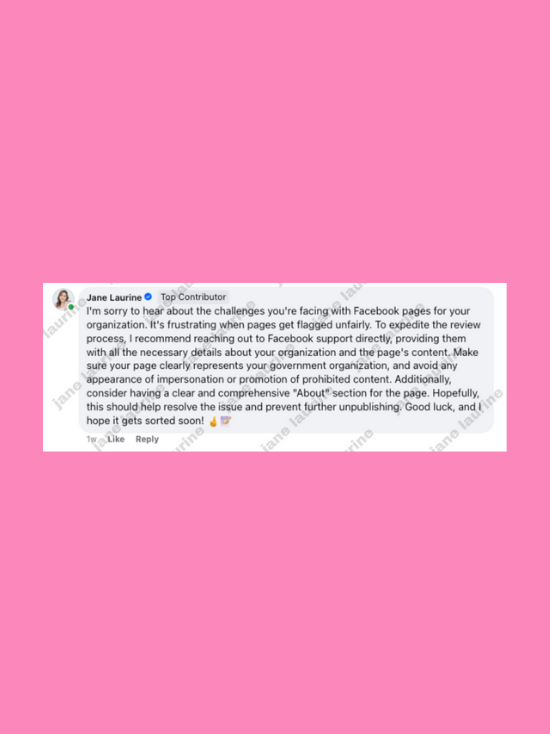 Jane Laurine Top Contributor
I'm sorry to hear about the challenges you're facing with Facebook pages for your
organization. It's frustrating when pages get flagged unfairly. To expedite the review
process, I recommend reaching out to Facebook support directly, providing them
with all the necessary details about your organization and the page's content. Make
sure your page clearly represents your government organization, and avoid any
appearance of impersonation or promotion of prohibited content. Additionally,
consider having a clear and comprehensive "About" section for the page. Hopefully,
this should help resolve the issue and prevent further unpublishing. Good luck, and I
hope it gets sorted soon! 🤞💝
1w Like Reply
jane laurine